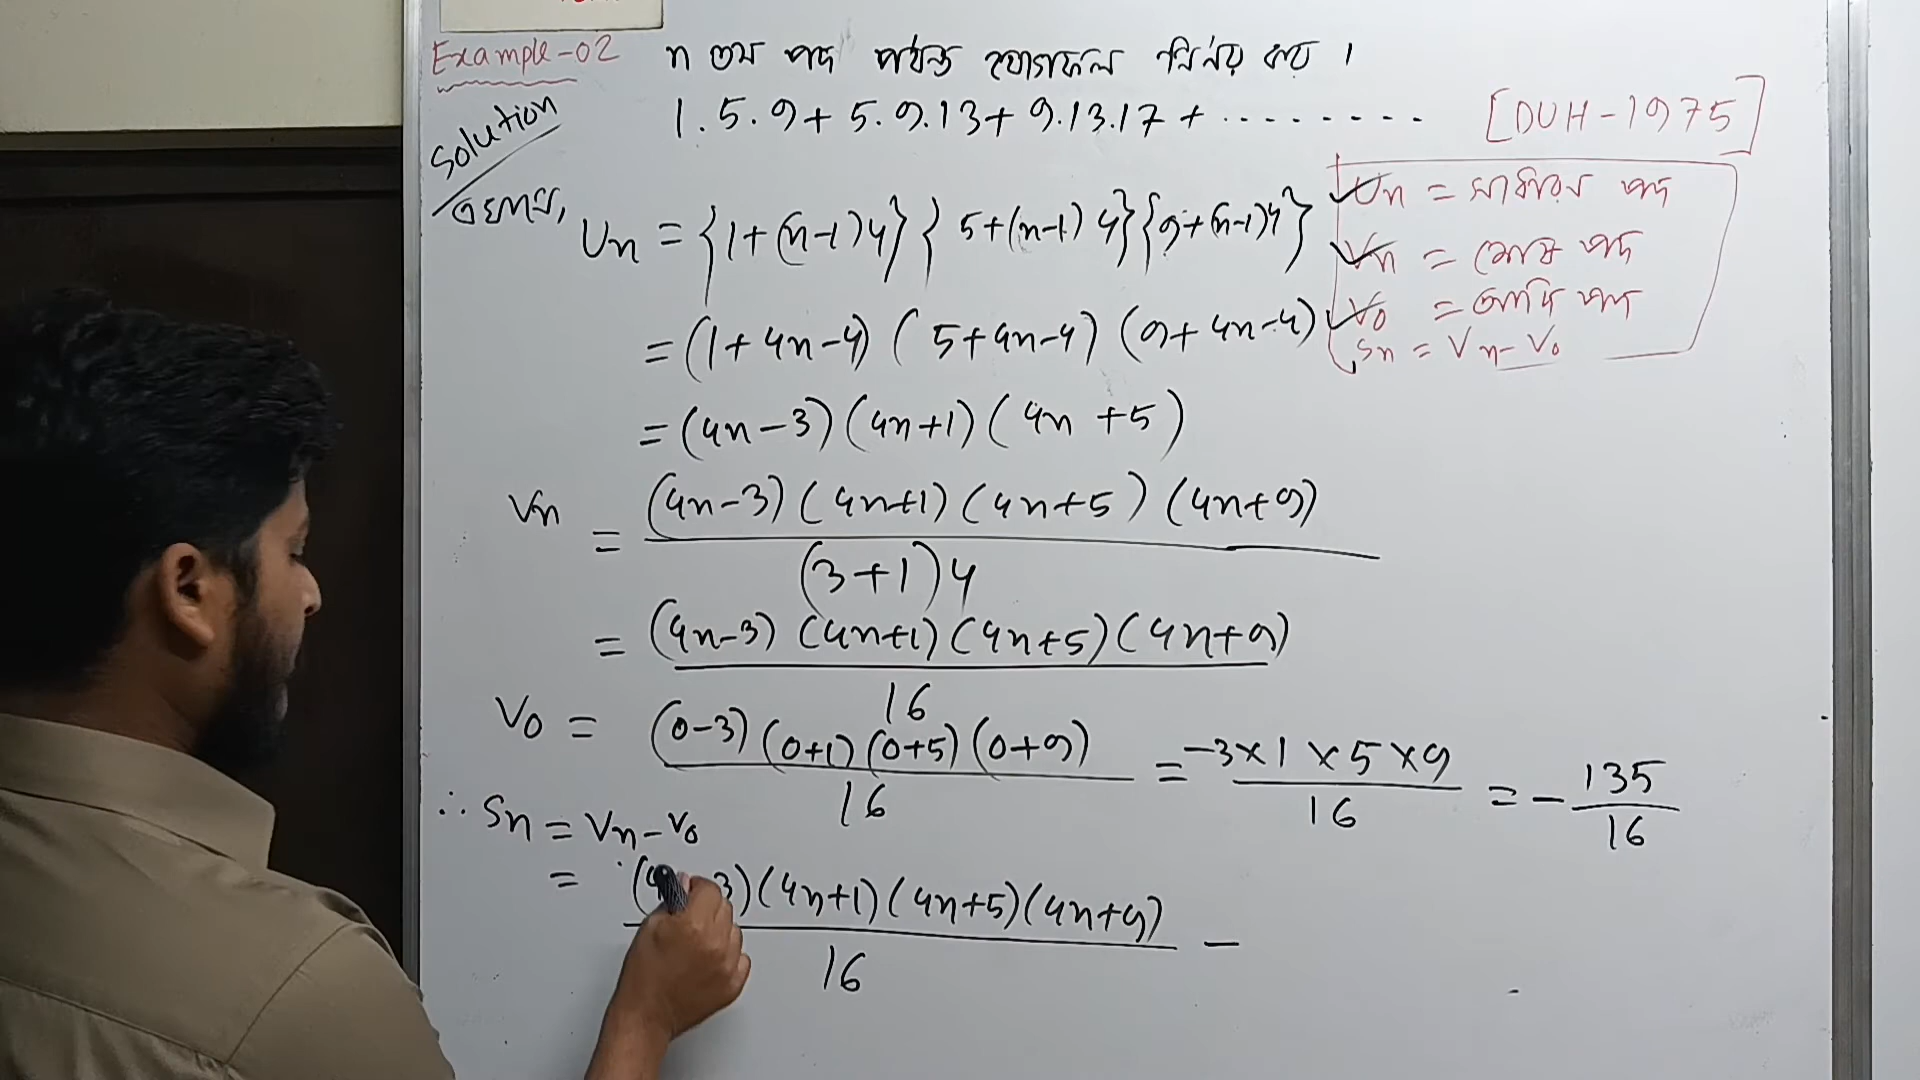 Example-02 n তম পদ পর্যন্ত যোগফল নির্ণয় কর ।
1.5.9+5.9.13+9.13.17+ ........ [DUH-1975]
Solution
এখানে,
Un = {1+(n-1)4}{5+(n-1)4}{9+(n-1)4}
= (1+4n-4) (5+4n-4) (9+4n-4)
= (4n-3)(4n+1)(4n+5)
Vn = (4n-3)(4n+1)(4n+5)(4n+9)
(3+1)4
= (4n-3)(4n+1)(4n+5)(4n+9)
16
V0 = (0-3)(0+1)(0+5)(0+9) = -3×1×5×9 = - 135
16 16 16
∴ Sn = Vn-V0
= (4 3)(4n+1)(4n+5)(4n+9) -
16
Un = সাধারন পদ
Vn = শেষ পদ
V0 = আদি পদ
Sn = Vn-V0